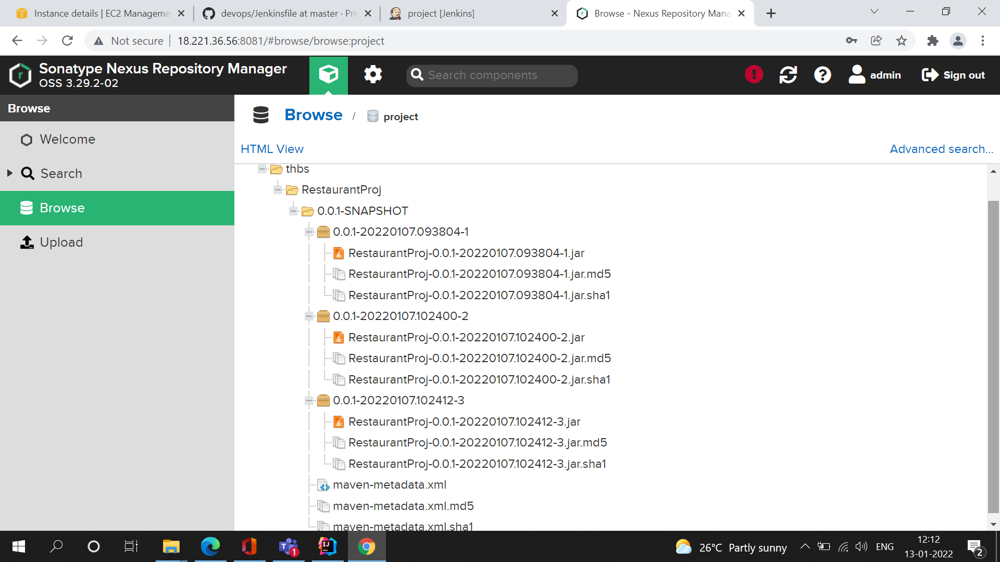 Instance details | EC2 Manageme
devops/Jenkinsfile at master · Pri
project [Jenkins]
Browse - Nexus Repository Mana
Not secure
18.221.36.56:8081/#browse/browse:project
Sonatype Nexus Repository Manager
OSS 3.29.2-02
Search components
admin
Sign out
Browse
Welcome
Search
Browse
Upload
Browse / project
HTML View
Advanced search...
thbs
RestaurantProj
0.0.1-SNAPSHOT
0.0.1-20220107.093804-1
RestaurantProj-0.0.1-20220107.093804-1.jar
RestaurantProj-0.0.1-20220107.093804-1.jar.md5
RestaurantProj-0.0.1-20220107.093804-1.jar.sha1
0.0.1-20220107.102400-2
RestaurantProj-0.0.1-20220107.102400-2.jar
RestaurantProj-0.0.1-20220107.102400-2.jar.md5
RestaurantProj-0.0.1-20220107.102400-2.jar.sha1
0.0.1-20220107.102412-3
RestaurantProj-0.0.1-20220107.102412-3.jar
RestaurantProj-0.0.1-20220107.102412-3.jar.md5
RestaurantProj-0.0.1-20220107.102412-3.jar.sha1
maven-metadata.xml
maven-metadata.xml.md5
maven-metadata.xml.sha1
1
26°C Partly sunny
ENG
12:12
13-01-2022
2